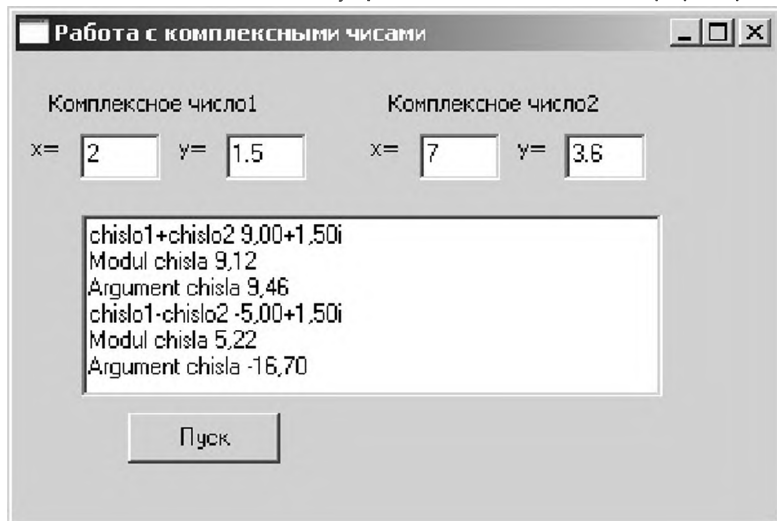 Работа с комплексными чисами
Комплексное число1 Комплексное число2
x= 2 y= 1.5 x= 7 y= 3.6
chislo1+chislo2 9,00+1,50i
Modul chisla 9,12
Argument chisla 9,46
chislo1-chislo2 -5,00+1,50i
Modul chisla 5,22
Argument chisla -16,70
Пуск